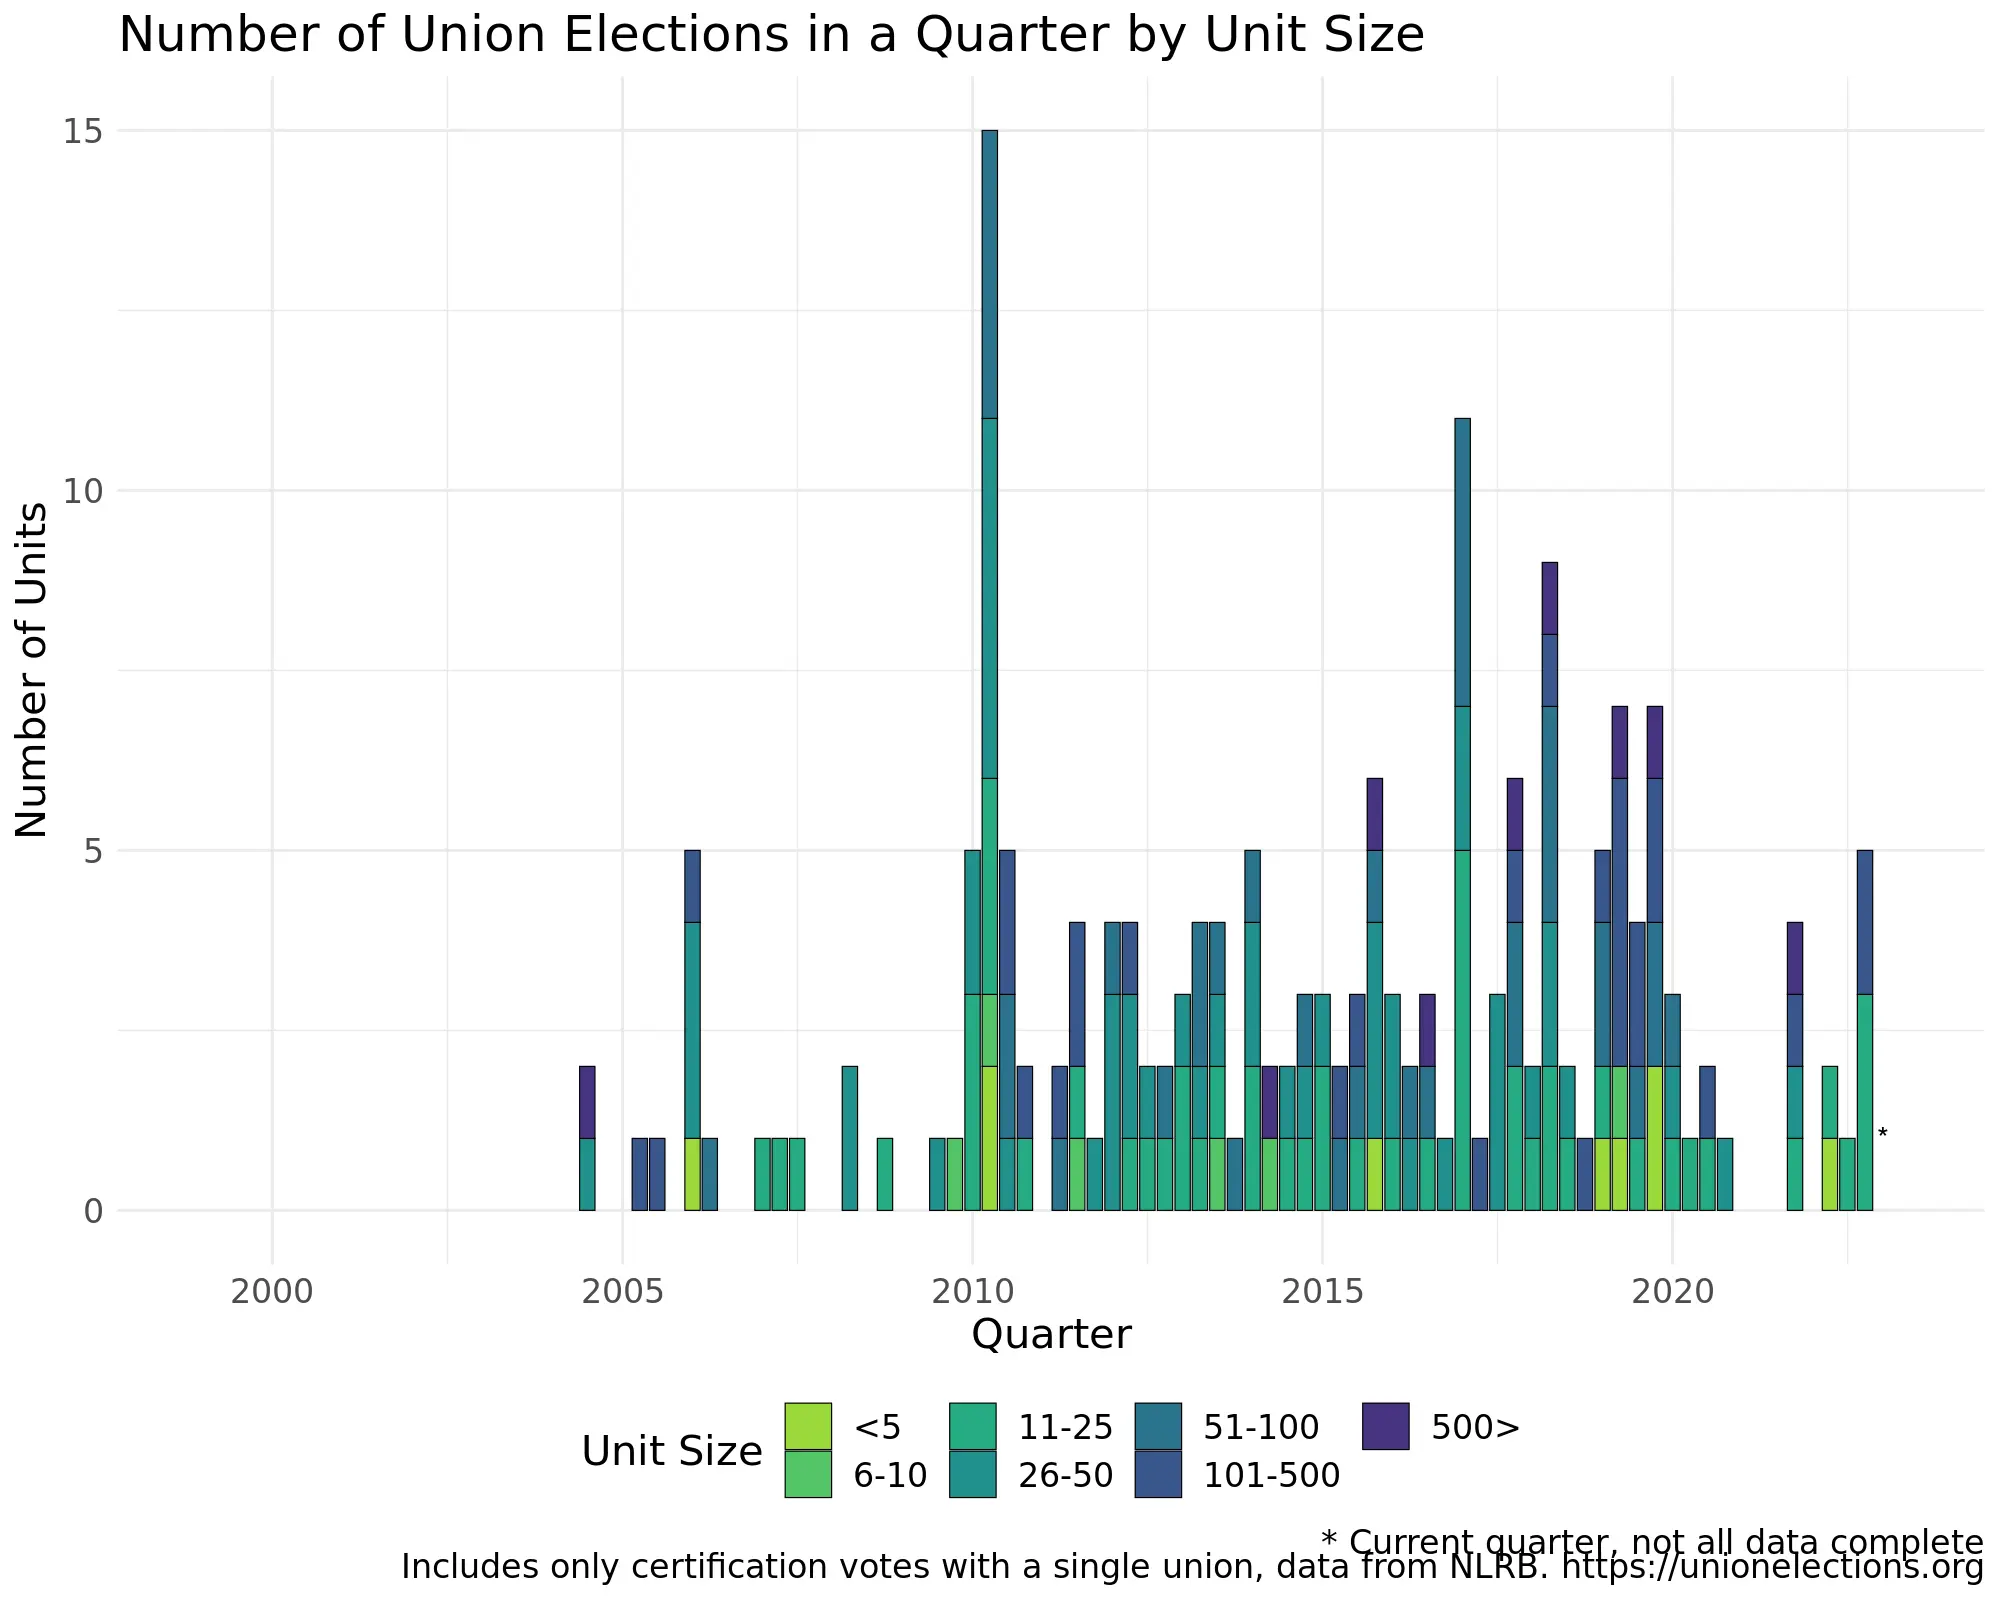 Number of Union Elections in a Quarter by Unit Size
Number of Units
15
10
5
0
*
2000 2005 2010 2015 2020
Quarter
Unit Size
<5 11-25 51-100 500>
6-10 26-50 101-500
* Current quarter, not all data complete
Includes only certification votes with a single union, data from NLRB. https://unionelections.org